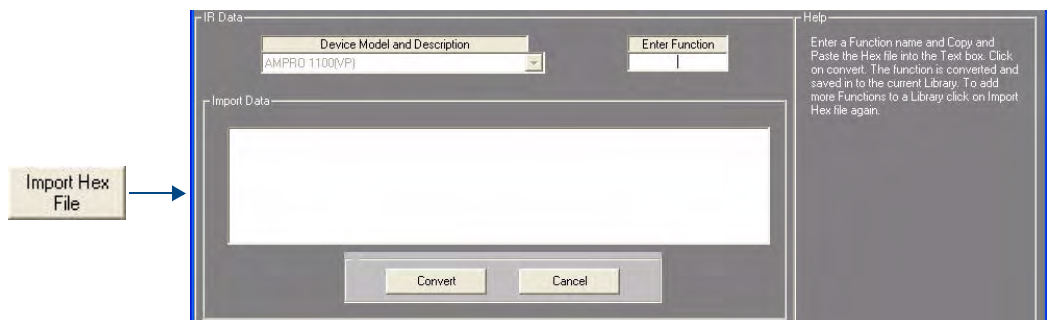 Import Hex
File
IR Data
Device Model and Description
AMPRO 1100(VP)
Enter Function
Import Data
Convert
Cancel
Help
Enter a Function name and Copy and
Paste the Hex file into the Text box. Click
on convert. The function is converted and
saved in to the current Library. To add
more Functions to a Library click on Import
Hex file again.